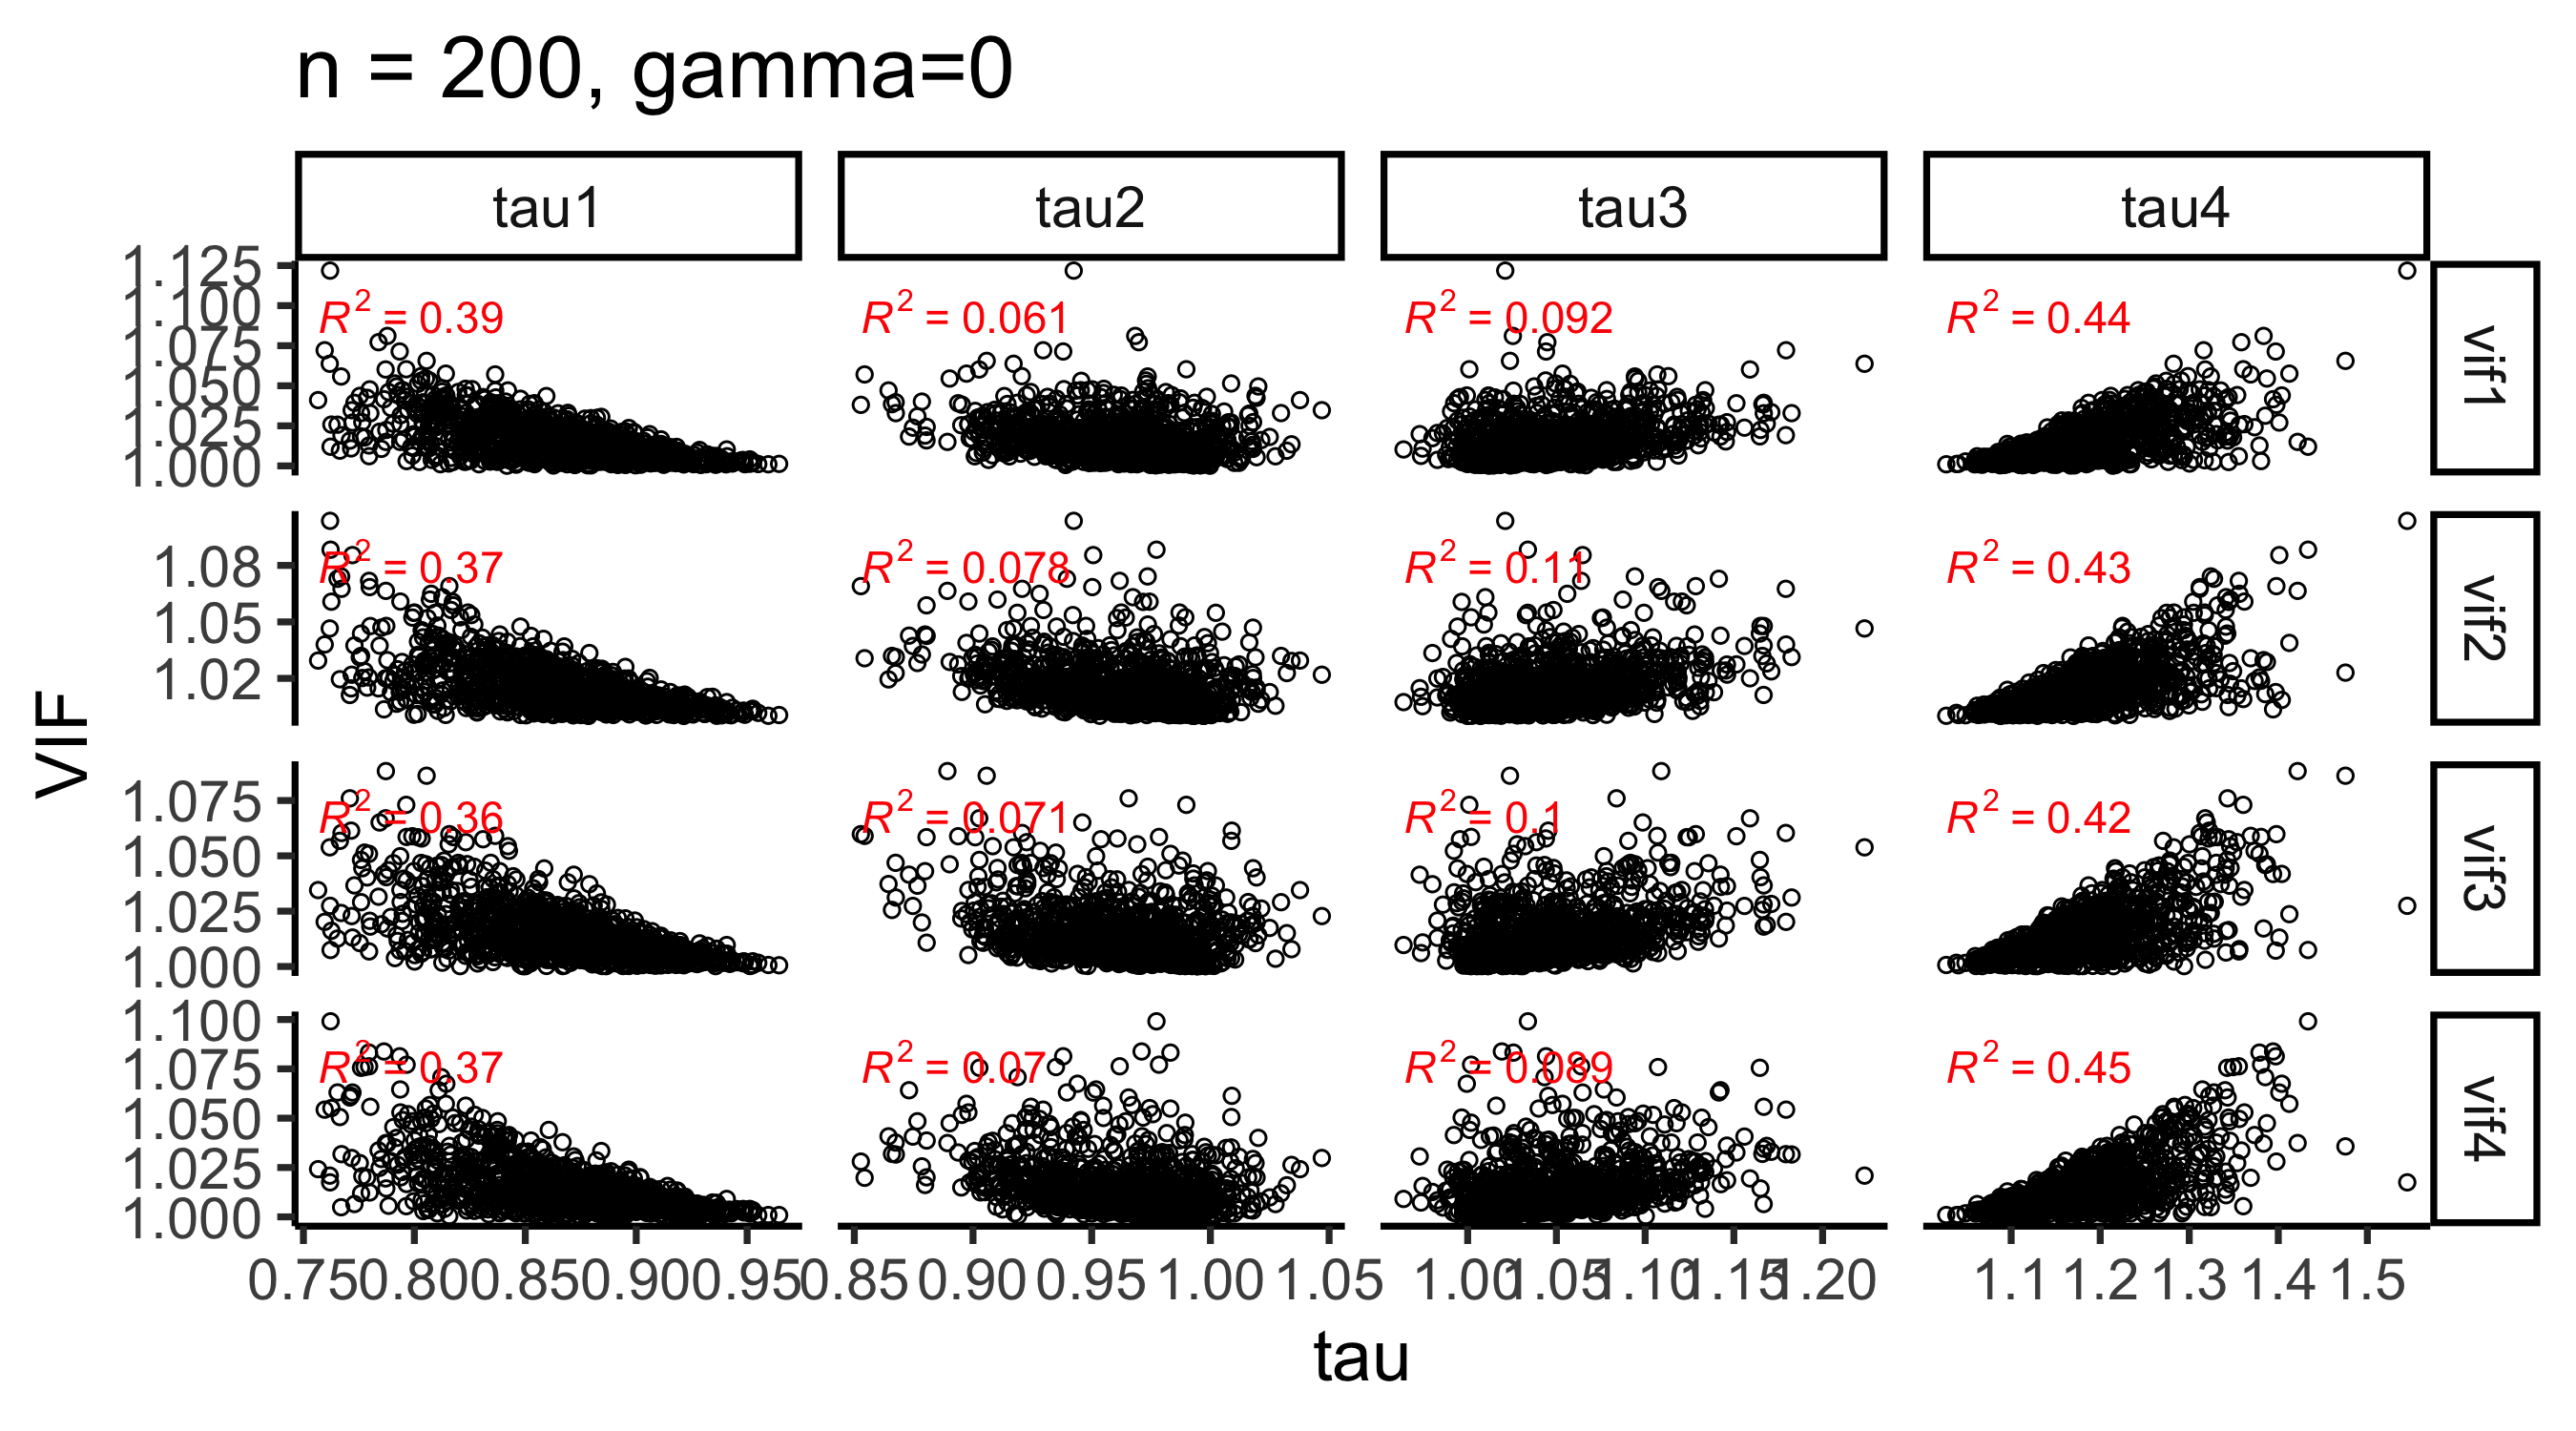 n = 200, gamma=0
tau1 tau2 tau3 tau4
1.125
1.100
1.075
1.050
1.025
1.000
R² = 0.39 R² = 0.061 R² = 0.092 R² = 0.44
vif1
1.08
1.05
1.02
R² = 0.37 R² = 0.078 R² = 0.11 R² = 0.43
vif2
VIF
1.075
1.050
1.025
1.000
R² = 0.36 R² = 0.071 R² = 0.1 R² = 0.42
vif3
1.100
1.075
1.050
1.025
1.000
R² = 0.37 R² = 0.07 R² = 0.089 R² = 0.45
vif4
0.75 0.80 0.85 0.90 0.95 0.85 0.90 0.95 1.00 1.05 1.00 1.05 1.10 1.15 1.20 1.1 1.2 1.3 1.4 1.5
tau